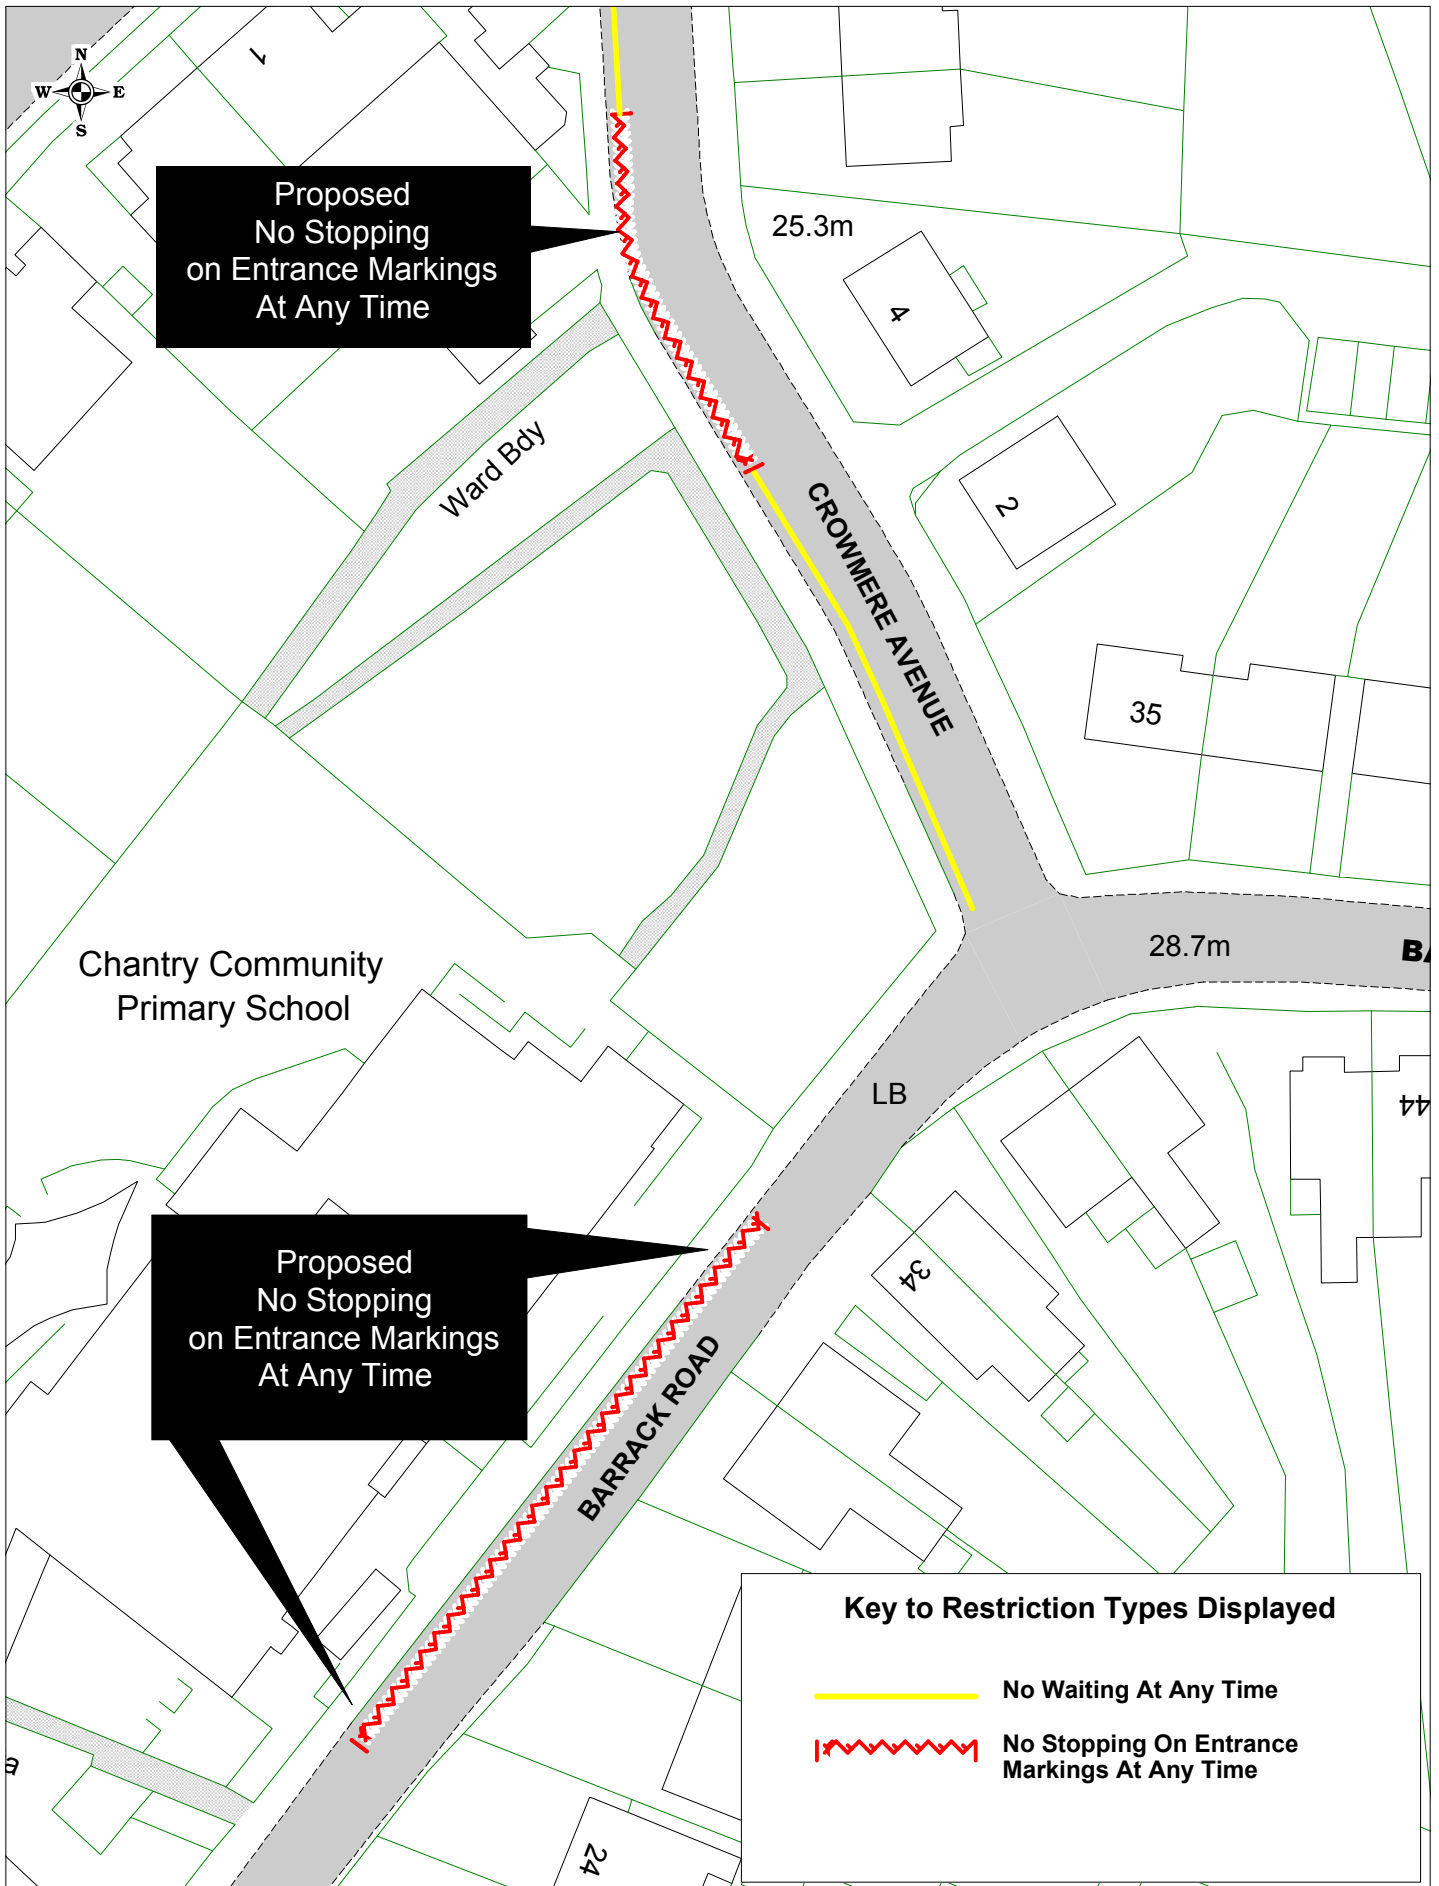 1
N
W E
S
Proposed
No Stopping
on Entrance Markings
At Any Time
25.3m
4
Ward Bdy
2
CROWMERE AVENUE
35
28.7m
BA
Chantry Community
Primary School
LB
44
34
Proposed
No Stopping
on Entrance Markings
At Any Time
BARRACK ROAD
Key to Restriction Types Displayed
No Waiting At Any Time
No Stopping On Entrance
Markings At Any Time
a
24